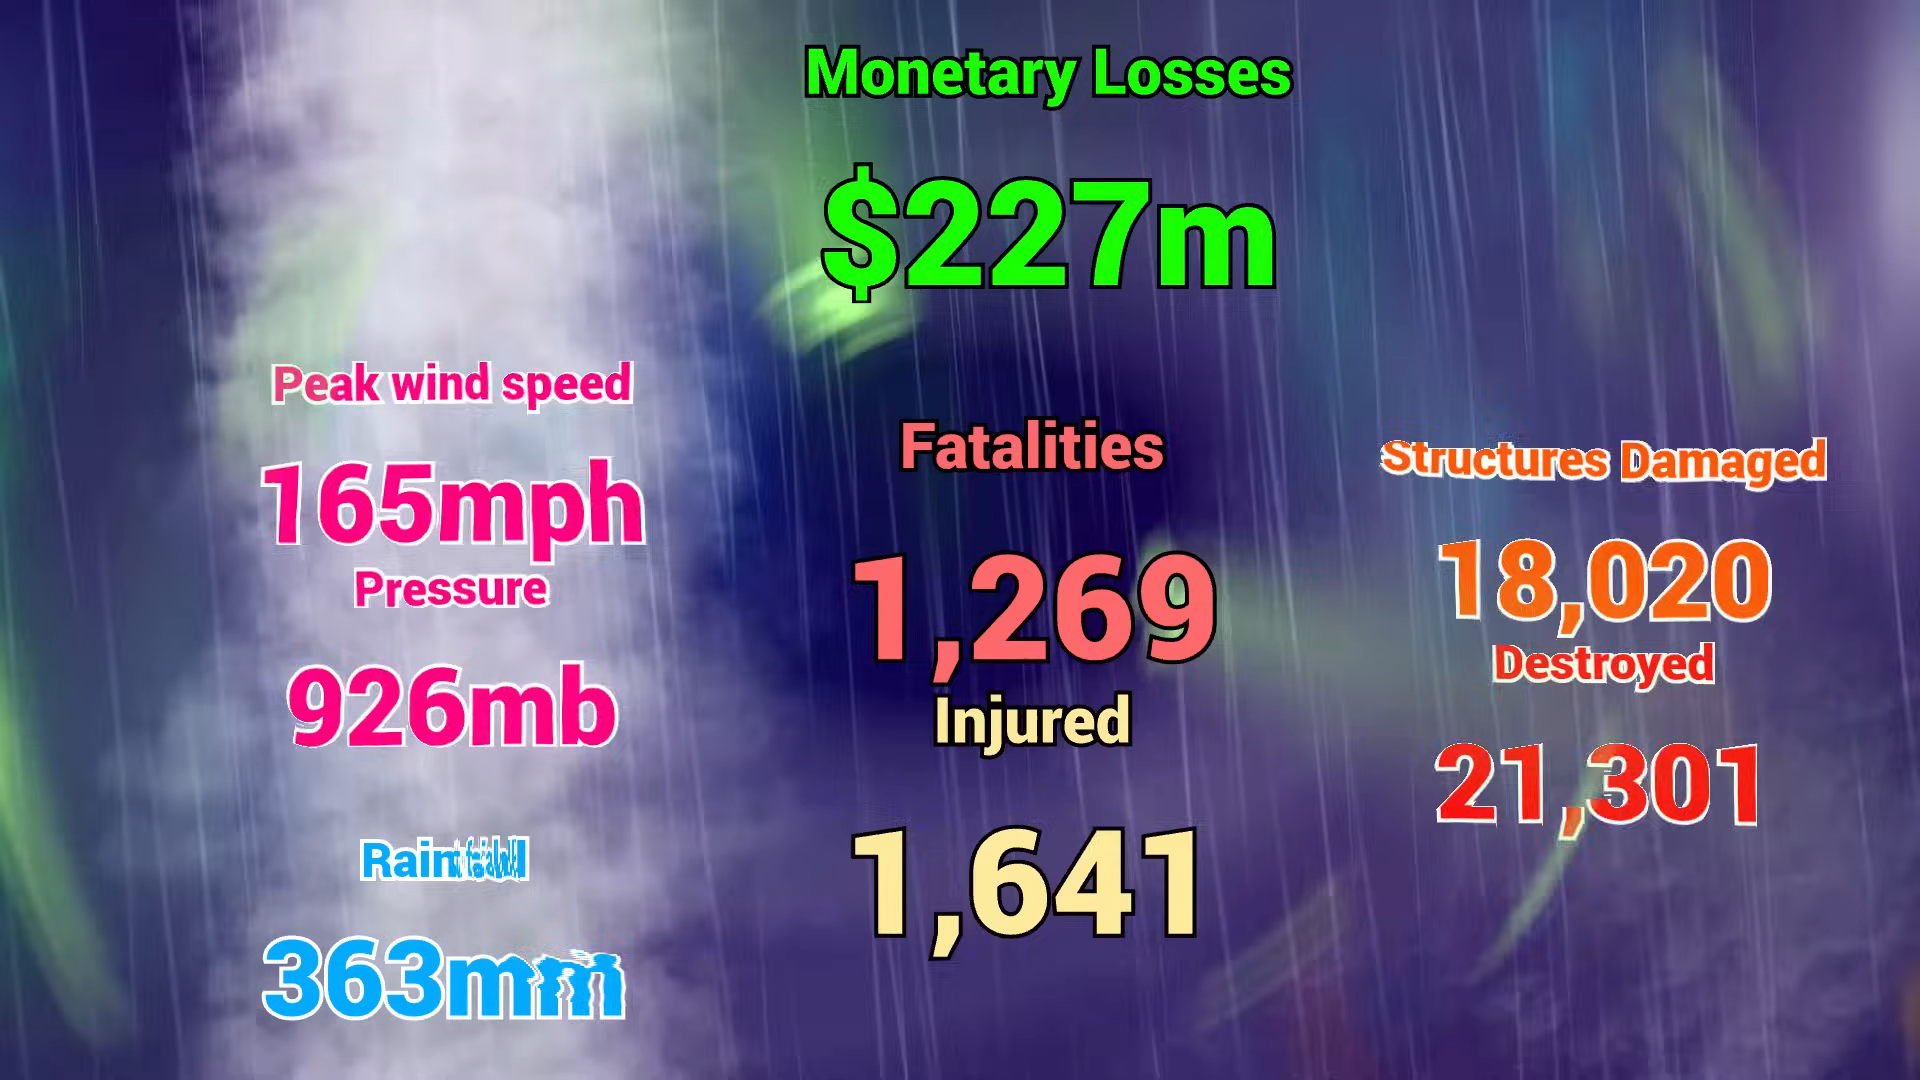 Monetary Losses
$227m
Peak wind speed
165mph
Pressure
926mb
Rainfall
363mm
Fatalities
1,269
Injured
1,641
Structures Damaged
18,020
Destroyed
21,301